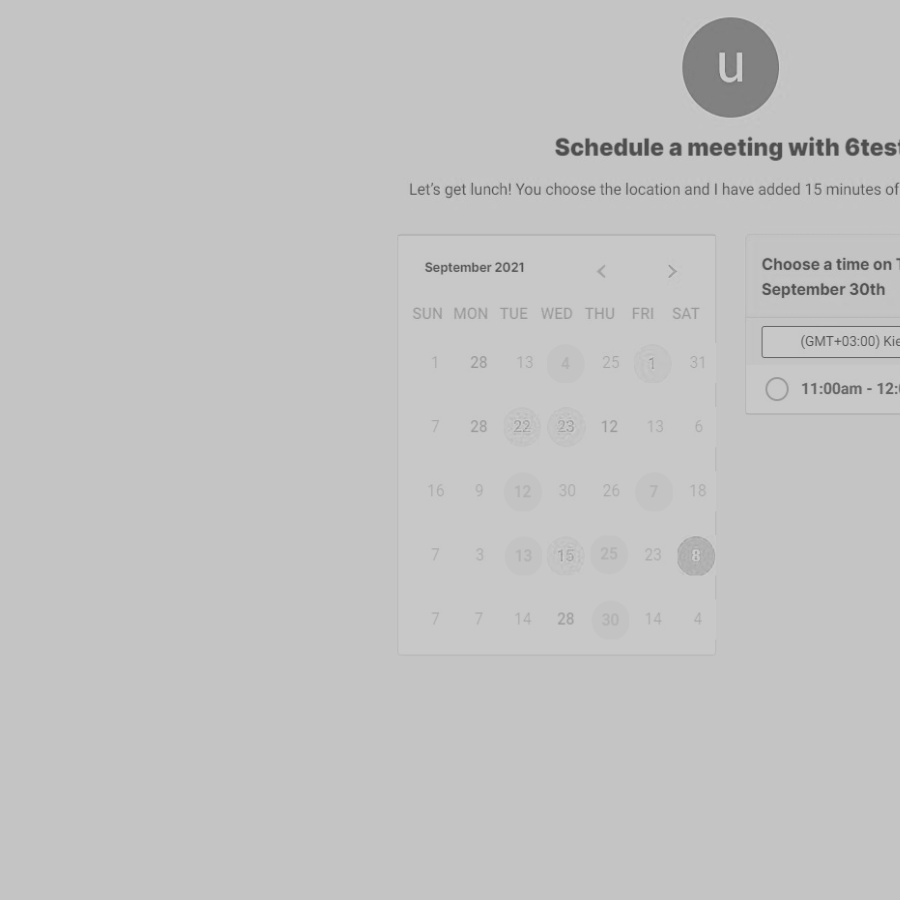 u
Schedule a meeting with 6test
Let's get lunch! You choose the location and I have added 15 minutes of
September 2021
SUN MON TUE WED THU FRI SAT
1 28 13 4 25 1 31
7 28 22 23 12 13 6
16 9 12 30 26 7 18
7 3 13 15 25 23 8
7 7 14 28 30 14 4
Choose a time on T
September 30th
(GMT+03:00) Kie
11:00am - 12:0